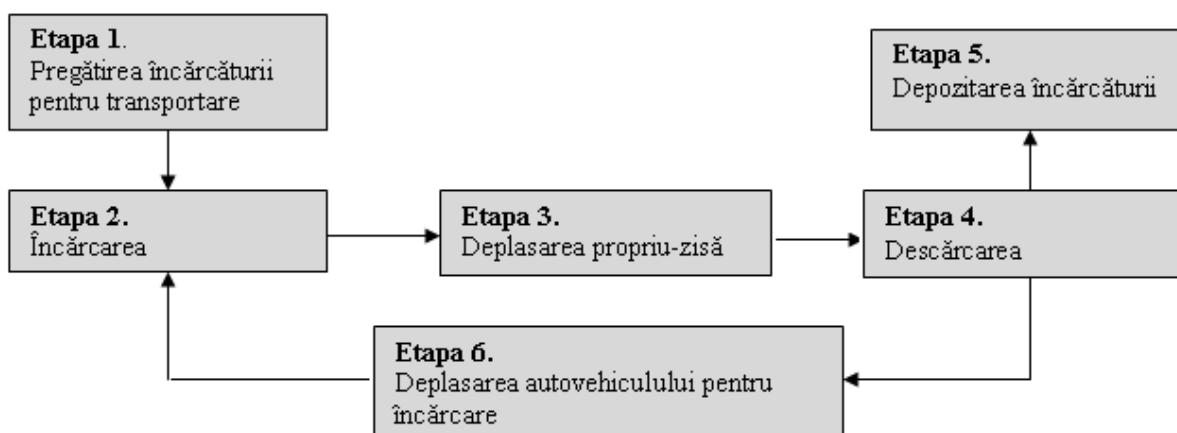 Etapa 1.
Pregătirea încărcăturii
pentru transportare
Etapa 5.
Depozitarea încărcăturii
Etapa 2.
Încărcarea
Etapa 3.
Deplasarea propriu-zisă
Etapa 4.
Descărcarea
Etapa 6.
Deplasarea autovehiculului pentru
încărcare